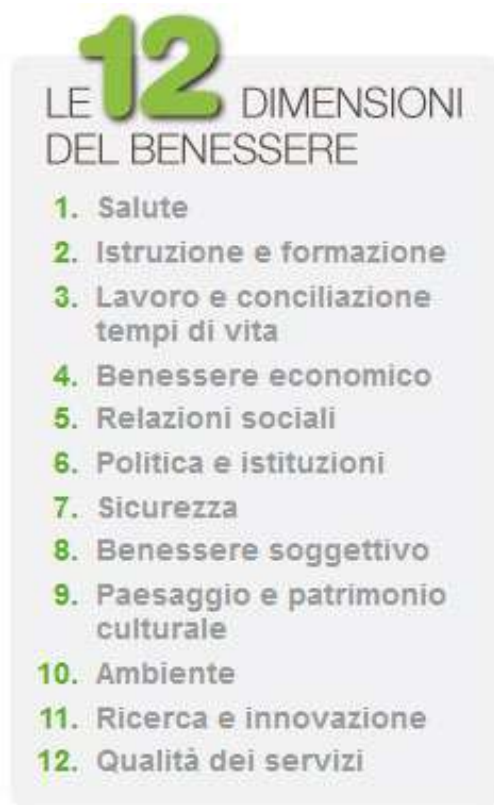 LE 12 DIMENSIONI
DEL BENESSERE
1. Salute
2. Istruzione e formazione
3. Lavoro e conciliazione
tempi di vita
4. Benessere economico
5. Relazioni sociali
6. Politica e istituzioni
7. Sicurezza
8. Benessere soggettivo
9. Paesaggio e patrimonio
culturale
10. Ambiente
11. Ricerca e innovazione
12. Qualità dei servizi